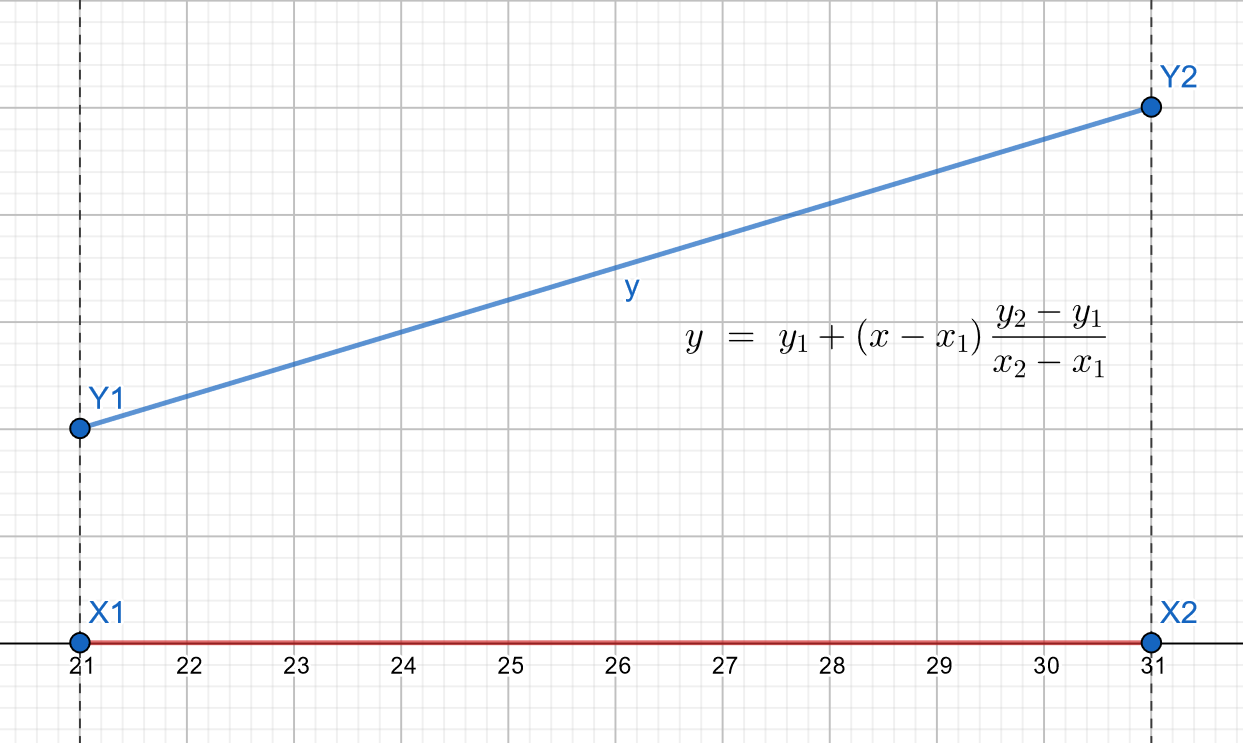 Y2
y
y = y₁ + (x − x₁) (y₂ − y₁)/(x₂ − x₁)
Y1
X1 X2
21 22 23 24 25 26 27 28 29 30 31